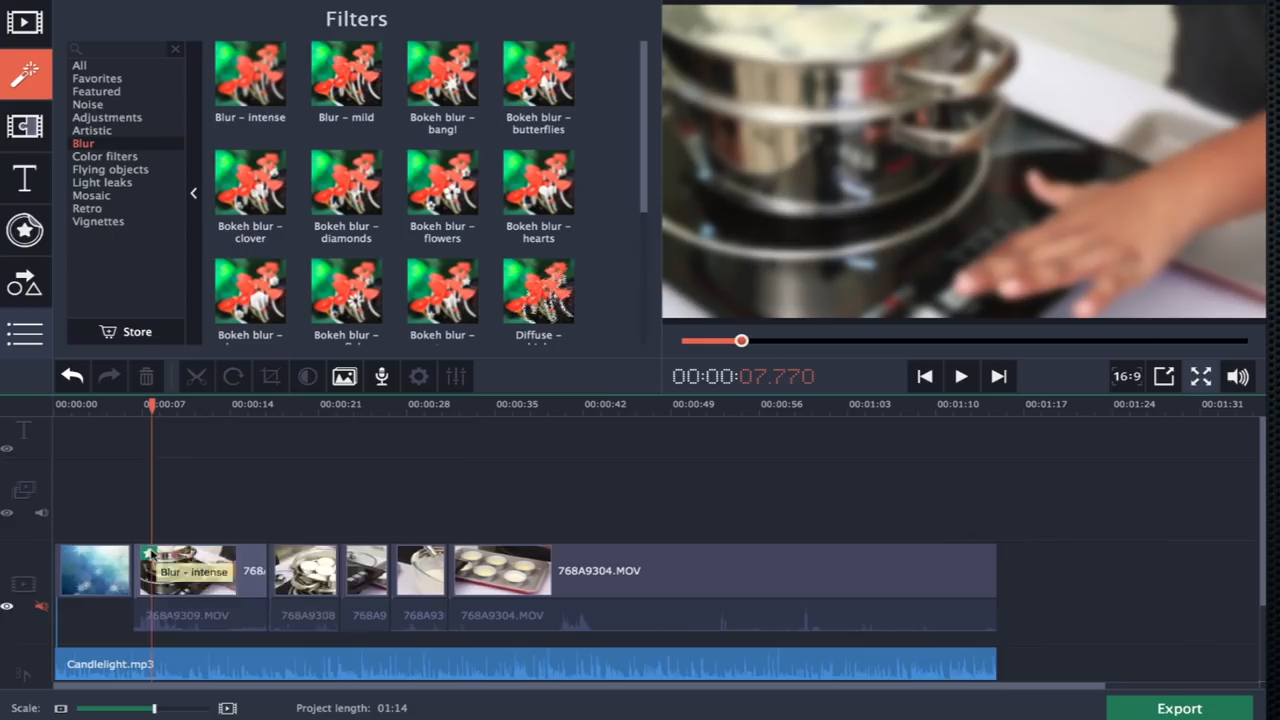 Filters
All
Favorites
Featured
Noise
Adjustments
Artistic
Blur
Color filters
Flying objects
Light leaks
Mosaic
Retro
Vignettes
Store
Blur - intense
Blur - mild
Bokeh blur -
bang!
Bokeh blur -
butterflies
Bokeh blur -
clover
Bokeh blur -
diamonds
Bokeh blur -
flowers
Bokeh blur -
hearts
Bokeh blur -
Bokeh blur -
Bokeh blur -
Diffuse -
T
00:00:07.770
16:9
00:00:00
00:00:14
00:00:21
00:00:28
00:00:35
00:00:42
00:00:49
00:00:56
00:01:03
00:01:10
00:01:17
00:01:24
00:01:31
T
Blur - intense
768A9304.MOV
768A9309.MOV
768A9308
768A9
768A93
768A9304.MOV
Candlelight.mp3
Scale:
Project length: 01:14
Export